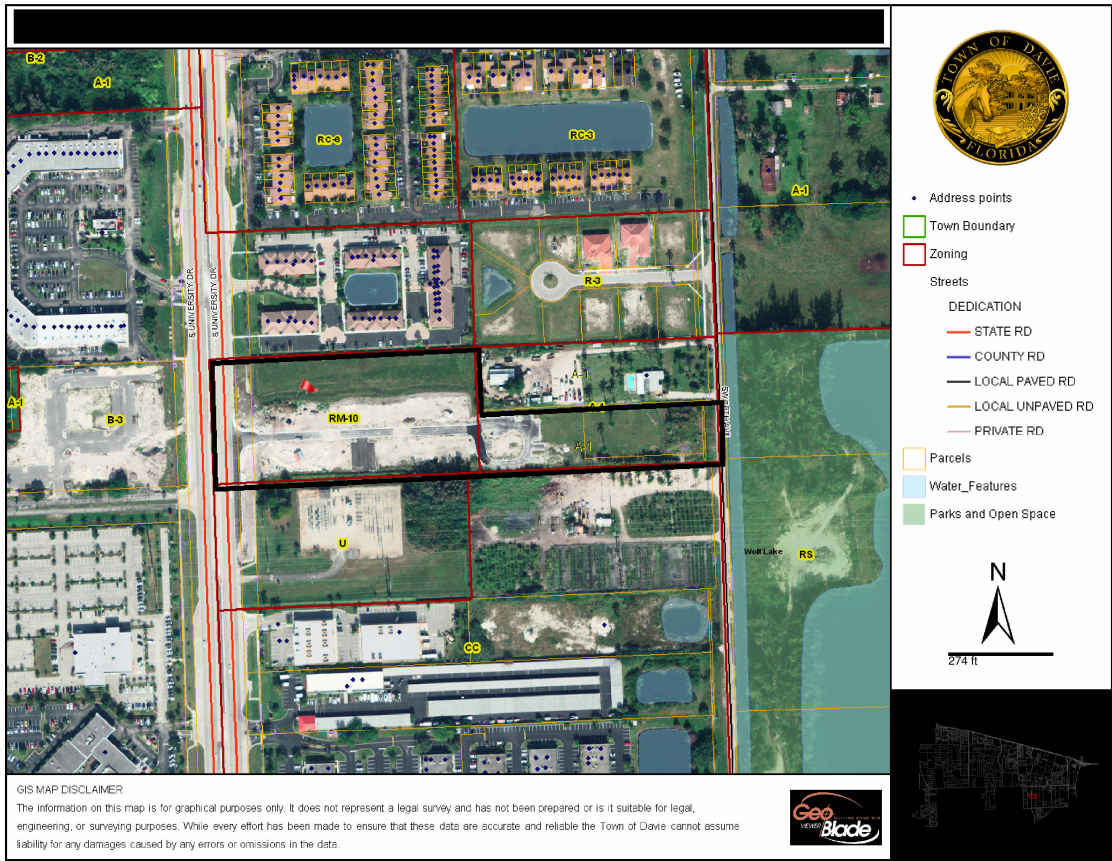 B-2
A-1
TOWN OF DAVIE
FLORIDA
RC-8
RC-3
A-1
Address points
Town Boundary
Zoning
Streets
DEDICATION
STATE RD
COUNTY RD
LOCAL PAVED RD
LOCAL UNPAVED RD
PRIVATE RD
Parcels
Water_Features
Parks and Open Space
S UNIVERSITY DR
S UNIVERSITY DR
R-3
A-1
A-1
A-1
B-3
RM-10
A-1
U
Wolf Lake
RS
CC
N
274 ft
GIS MAP DISCLAIMER
The information on this map is for graphical purposes only. It does not represent a legal survey and has not been prepared or is it suitable for legal,
engineering, or surveying purposes. While every effort has been made to ensure that these data are accurate and reliable the Town of Davie cannot assume
liability for any damages caused by any errors or omissions in the data.
Geo
VIEWER
Blade